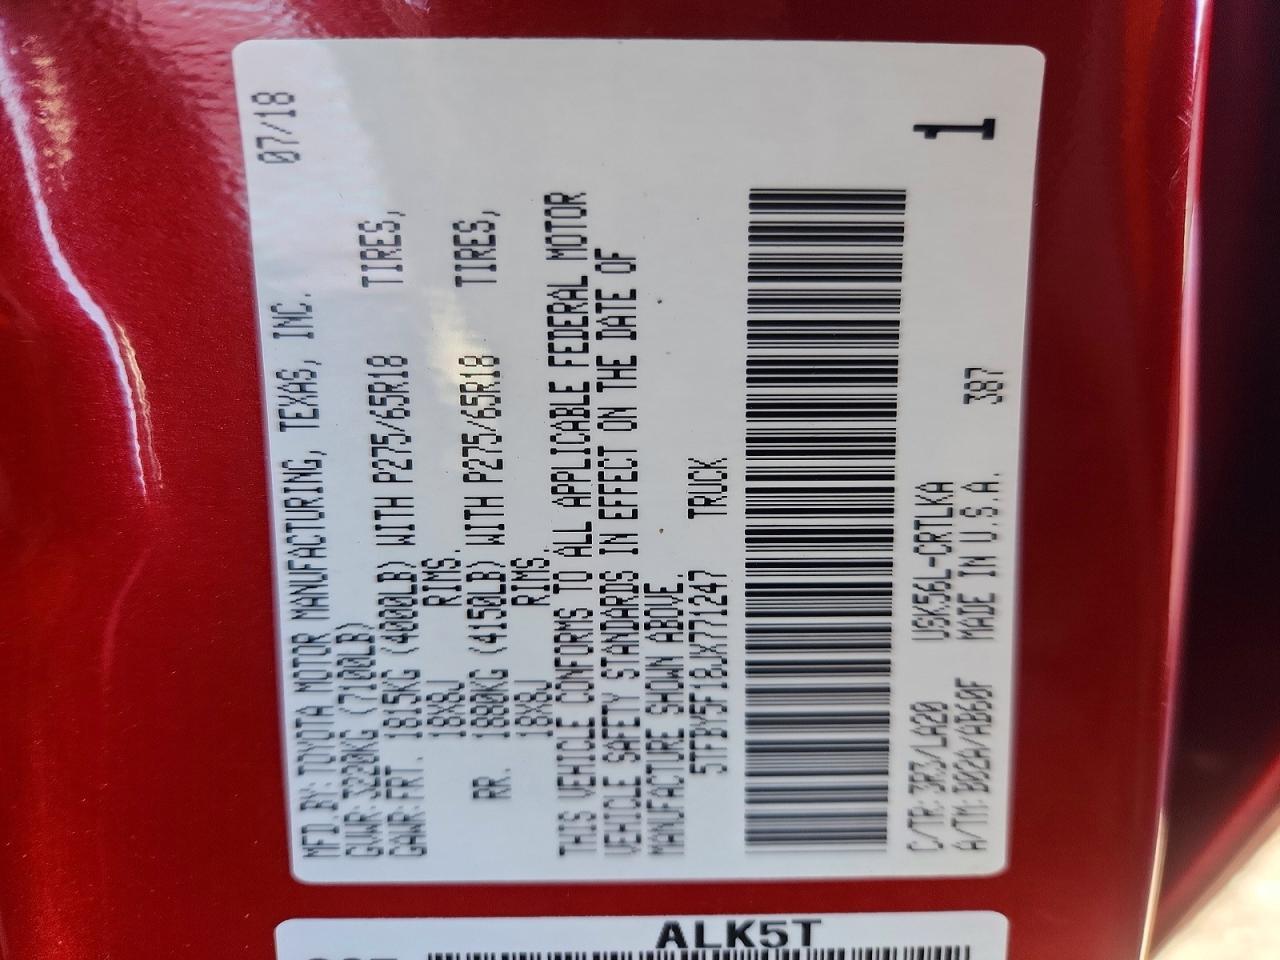 MFD.BY: TOYOTA MOTOR MANUFACTURING, TEXAS, INC. 07/18
GVWR: 3220KG (7100LB)
GAWR: FRT. 1815KG (4000LB) WITH P275/65R18 TIRES,
18X8J RIMS.
RR. 1880KG (4150LB) WITH P275/65R18 TIRES,
18X8J RIMS.
THIS VEHICLE CONFORMS TO ALL APPLICABLE FEDERAL MOTOR
VEHICLE SAFETY STANDARDS IN EFFECT ON THE DATE OF
MANUFACTURE SHOWN ABOVE.
5TFBY5F18JX771247 TRUCK
C/TR: 3R3/LA20 USK56L-CRTLKA 1
A/TM: B02A/AB60F MADE IN U.S.A. 387
ALK5T